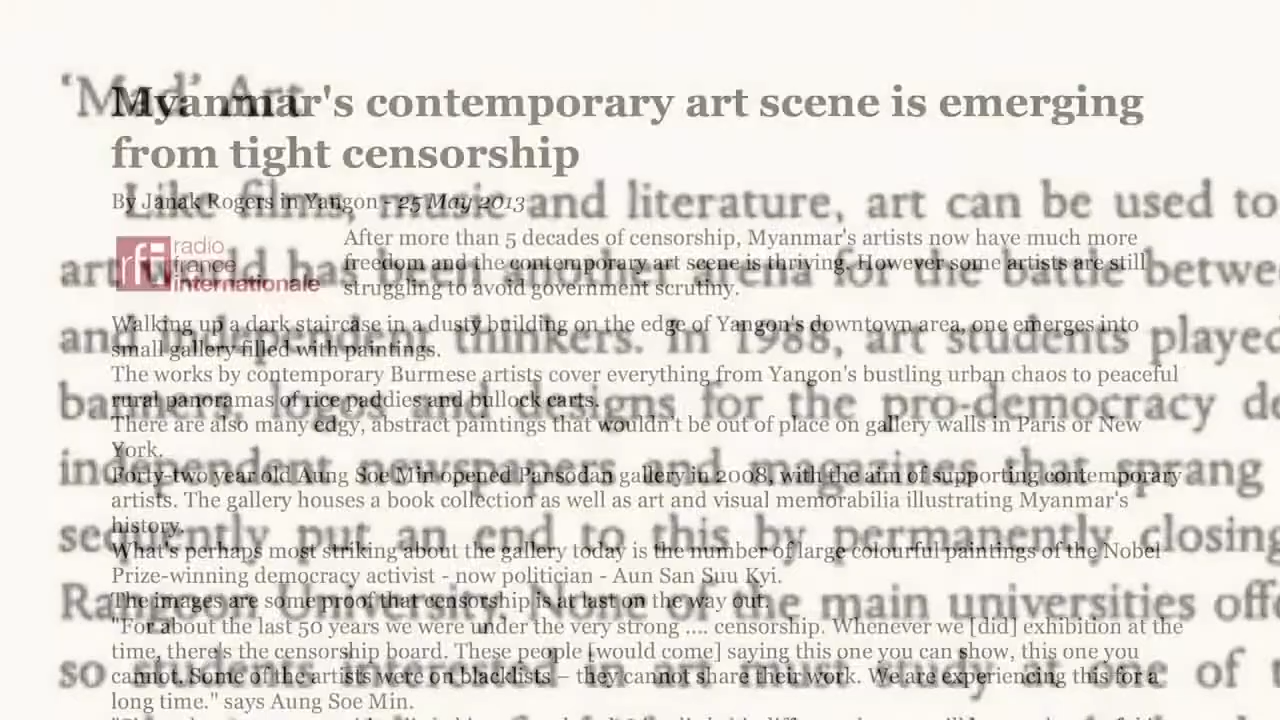 Myanmar's contemporary art scene is emerging
from tight censorship
By Janak Rogers in Yangon - 25 May 2013
rfi radio
france
internationale
After more than 5 decades of censorship, Myanmar's artists now have much more
freedom and the contemporary art scene is thriving. However some artists are still
struggling to avoid government scrutiny.
Walking up a dark staircase in a dusty building on the edge of Yangon's downtown area, one emerges into
small gallery filled with paintings.
The works by contemporary Burmese artists cover everything from Yangon's bustling urban chaos to peaceful
rural panoramas of rice paddies and bullock carts.
There are also many edgy, abstract paintings that wouldn't be out of place on gallery walls in Paris or New
York.
Forty-two year old Aung Soe Min opened Pansodan gallery in 2008, with the aim of supporting contemporary
artists. The gallery houses a book collection as well as art and visual memorabilia illustrating Myanmar's
history.
What's perhaps most striking about the gallery today is the number of large colourful paintings of the Nobel
Prize-winning democracy activist - now politician - Aun San Suu Kyi.
The images are some proof that censorship is at last on the way out.
"For about the last 50 years we were under the very strong .... censorship. Whenever we [did] exhibition at the
time, there's the censorship board. These people [would come] saying this one you can show, this one you
cannot. Some of the artists were on blacklists – they cannot share their work. We are experiencing this for a
long time." says Aung Soe Min.
'Mad' Art
Like films, music and literature, art can be used to
art world arena for the battle betwe
and independent thinkers. In 1988, art students played
banners, logos and designs for the pro-democracy de
independent newspapers and magazines that sprang
sequently put an end to this by permanently closing
Rangoon University. None of the main universities offe
so students interested in art must study at one of t